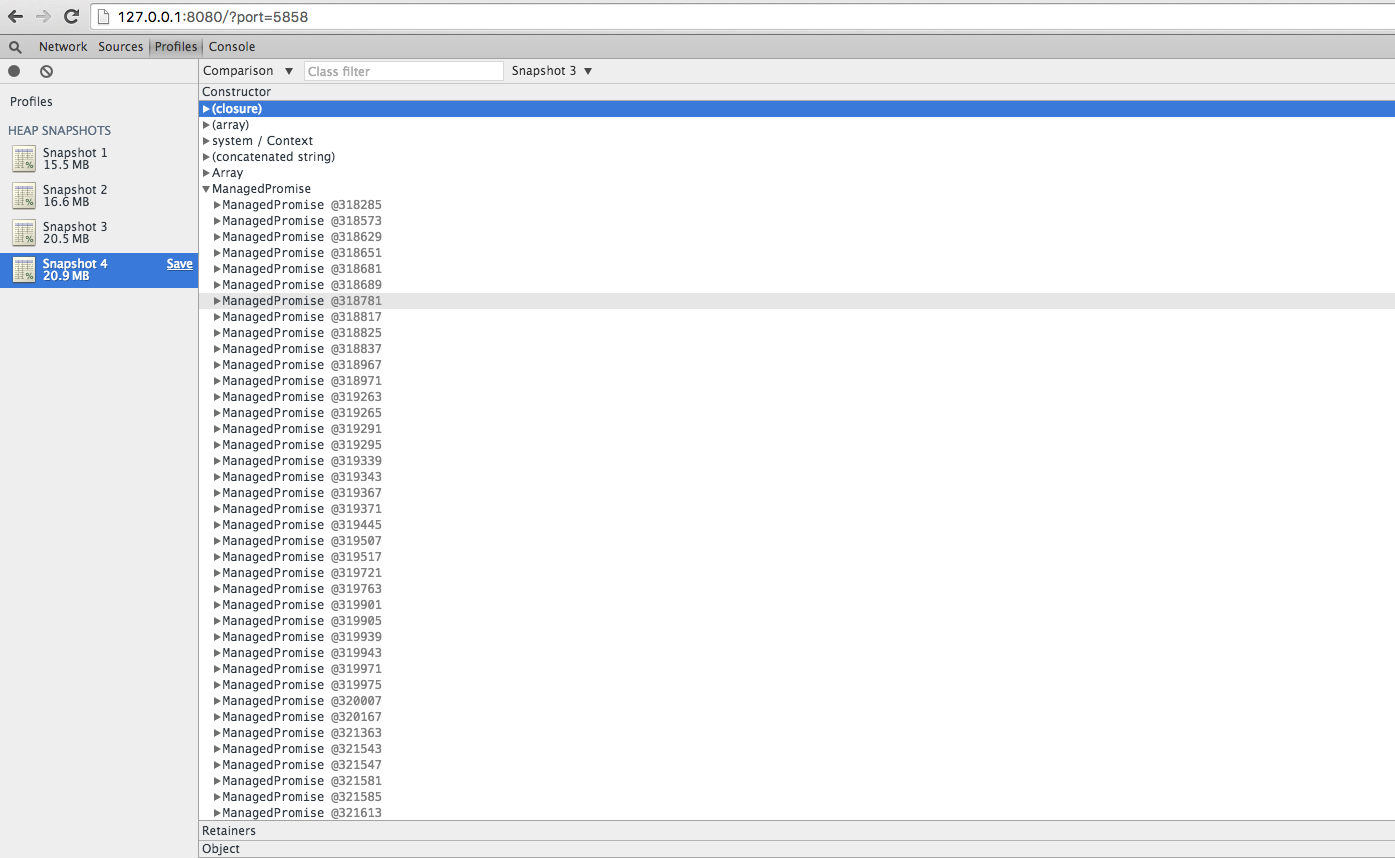 127.0.0.1:8080/?port=5858
Network Sources Profiles Console
Comparison ▼ Class filter Snapshot 3 ▼
Profiles
HEAP SNAPSHOTS
Snapshot 1
15.5 MB
Snapshot 2
16.6 MB
Snapshot 3
20.5 MB
Snapshot 4 Save
20.9 MB
Constructor
(closure)
(array)
system / Context
(concatenated string)
Array
ManagedPromise
ManagedPromise @318285
ManagedPromise @318573
ManagedPromise @318629
ManagedPromise @318651
ManagedPromise @318681
ManagedPromise @318689
ManagedPromise @318781
ManagedPromise @318817
ManagedPromise @318825
ManagedPromise @318837
ManagedPromise @318967
ManagedPromise @318971
ManagedPromise @319263
ManagedPromise @319265
ManagedPromise @319291
ManagedPromise @319295
ManagedPromise @319339
ManagedPromise @319343
ManagedPromise @319367
ManagedPromise @319371
ManagedPromise @319445
ManagedPromise @319507
ManagedPromise @319517
ManagedPromise @319721
ManagedPromise @319763
ManagedPromise @319901
ManagedPromise @319905
ManagedPromise @319939
ManagedPromise @319943
ManagedPromise @319971
ManagedPromise @319975
ManagedPromise @320007
ManagedPromise @320167
ManagedPromise @321363
ManagedPromise @321543
ManagedPromise @321547
ManagedPromise @321581
ManagedPromise @321585
ManagedPromise @321613
Retainers
Object